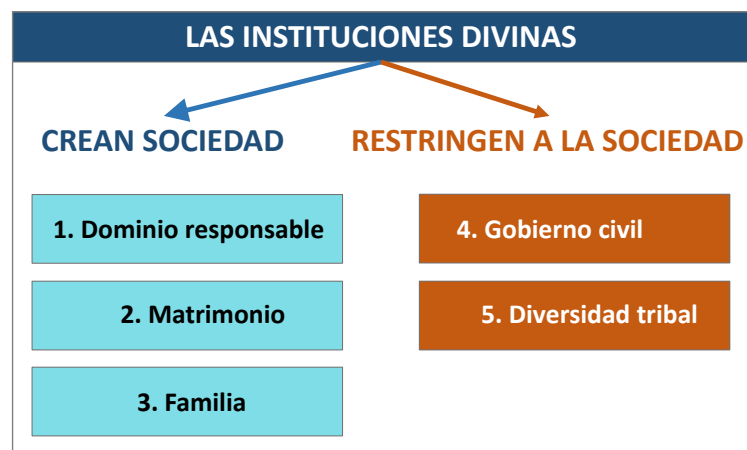 LAS INSTITUCIONES DIVINAS
CREAN SOCIEDAD
RESTRINGEN A LA SOCIEDAD
1. Dominio responsable
2. Matrimonio
3. Familia
4. Gobierno civil
5. Diversidad tribal